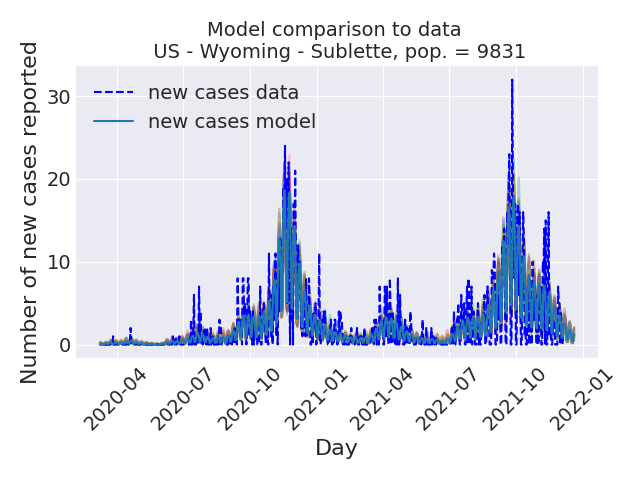 Model comparison to data
US - Wyoming - Sublette, pop. = 9831
Number of new cases reported
30
20
10
0
new cases data
new cases model
2020-04
2020-07
2020-10
2021-01
2021-04
2021-07
2021-10
2022-01
Day